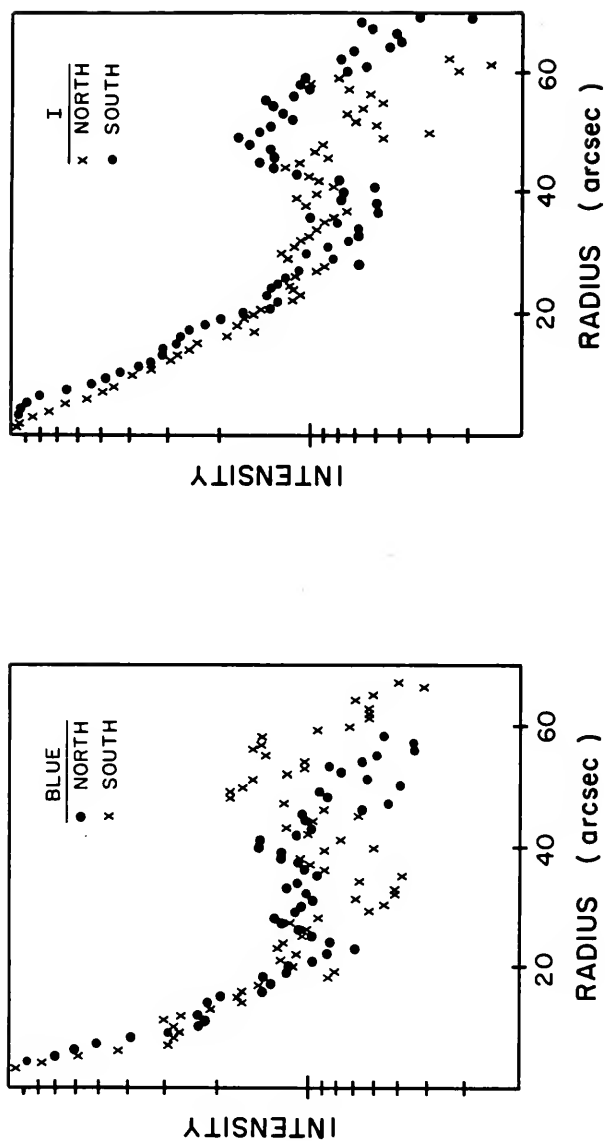 BLUE
● NORTH
× SOUTH
INTENSITY
20
40
60
RADIUS (arcsec)
I
× NORTH
● SOUTH
INTENSITY
20
40
60
RADIUS (arcsec)